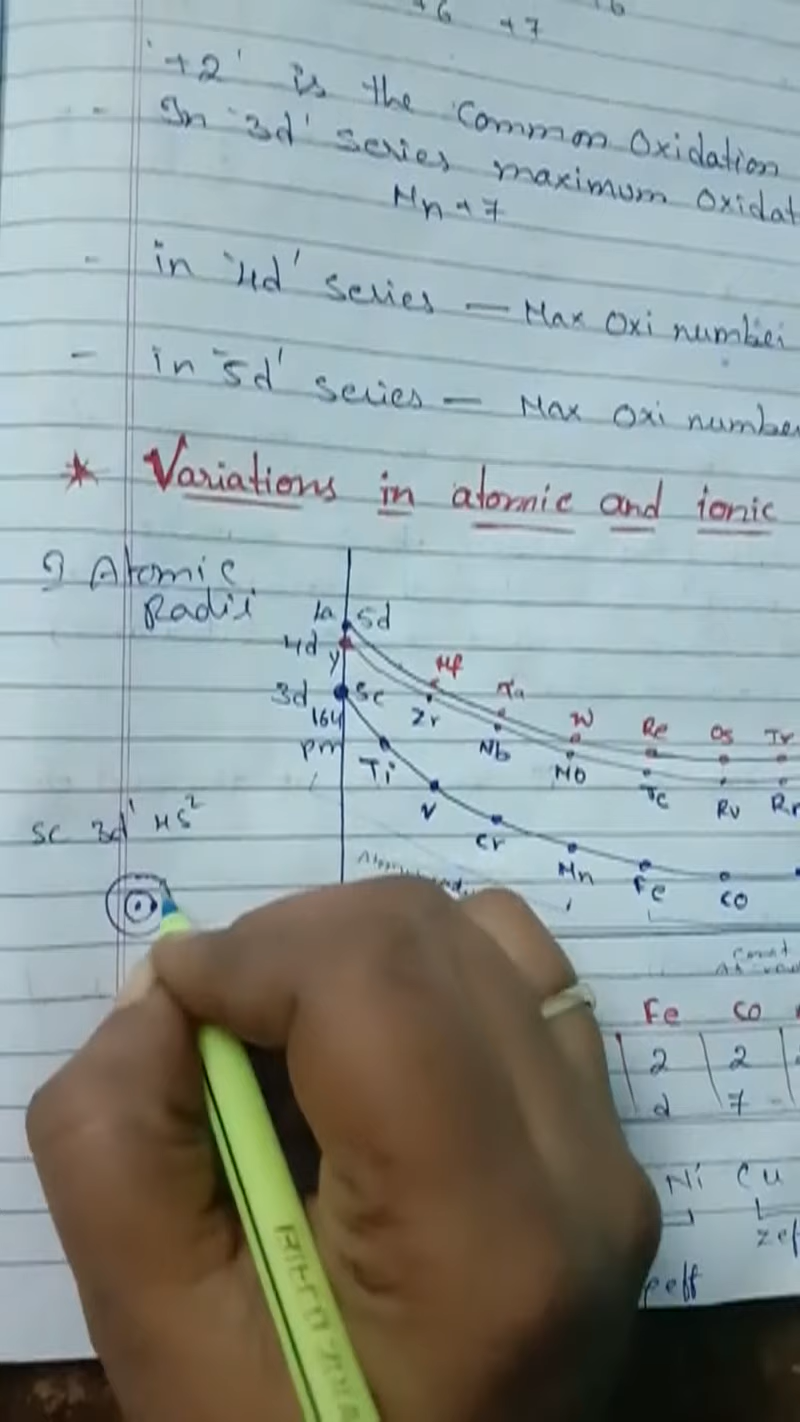 +6 +7
'+2' is the Common Oxidation
- In '3d' series maximum Oxidat
Mn +7
- in '4d' series — Max Oxi number
- in '5d' series — Max Oxi number
* Variations in atomic and ionic
Atomic
Radii
La 5d
4d Y
Hf Ta W Re Os Ir
3d Sc
164
pm
Zr Nb Mo Tc Ru
Ti V Cr Mn Fe Co
Sc 3d¹ 4s²
Fe Co
2 2
d 7
Ni Cu
zef
peff